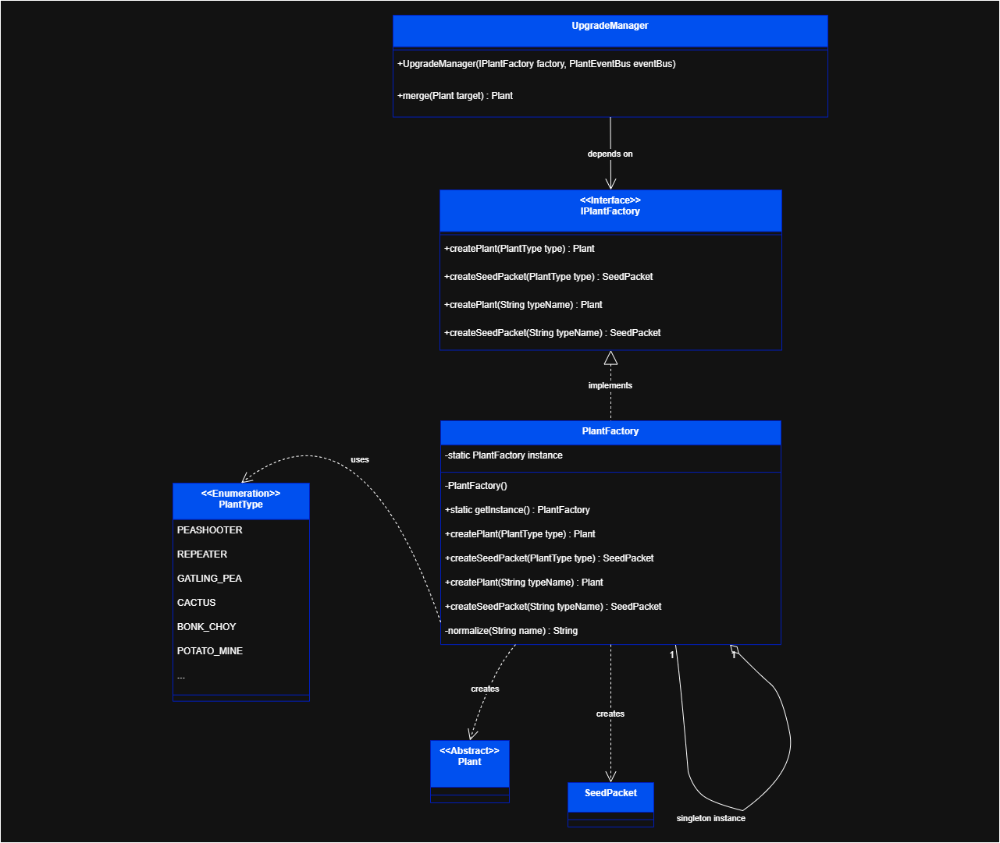 UpgradeManager
+UpgradeManager(IPlantFactory factory, PlantEventBus eventBus)
+merge(Plant target) : Plant
depends on
<<Interface>>
IPlantFactory
+createPlant(PlantType type) : Plant
+createSeedPacket(PlantType type) : SeedPacket
+createPlant(String typeName) : Plant
+createSeedPacket(String typeName) : SeedPacket
implements
PlantFactory
-static PlantFactory instance
-PlantFactory()
+static getInstance() : PlantFactory
+createPlant(PlantType type) : Plant
+createSeedPacket(PlantType type) : SeedPacket
+createPlant(String typeName) : Plant
+createSeedPacket(String typeName) : SeedPacket
-normalize(String name) : String
uses
<<Enumeration>>
PlantType
PEASHOOTER
REPEATER
GATLING_PEA
CACTUS
BONK_CHOY
POTATO_MINE
...
1
1
creates
creates
<<Abstract>>
Plant
SeedPacket
singleton instance